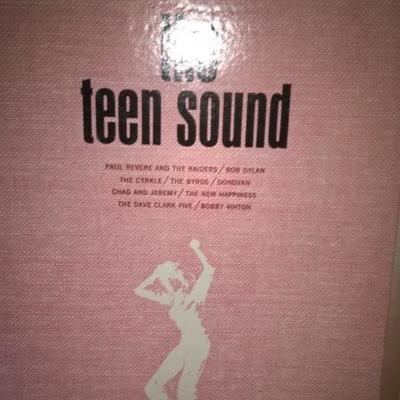 the
teen sound
PAUL REVERE AND THE RAIDERS/BOB DYLAN
THE CYRKLE/THE BYRDS/DONOVAN
CHAD AND JEREMY/THE NEW HAPPINESS
THE DAVE CLARK FIVE/BOBBY VINTON